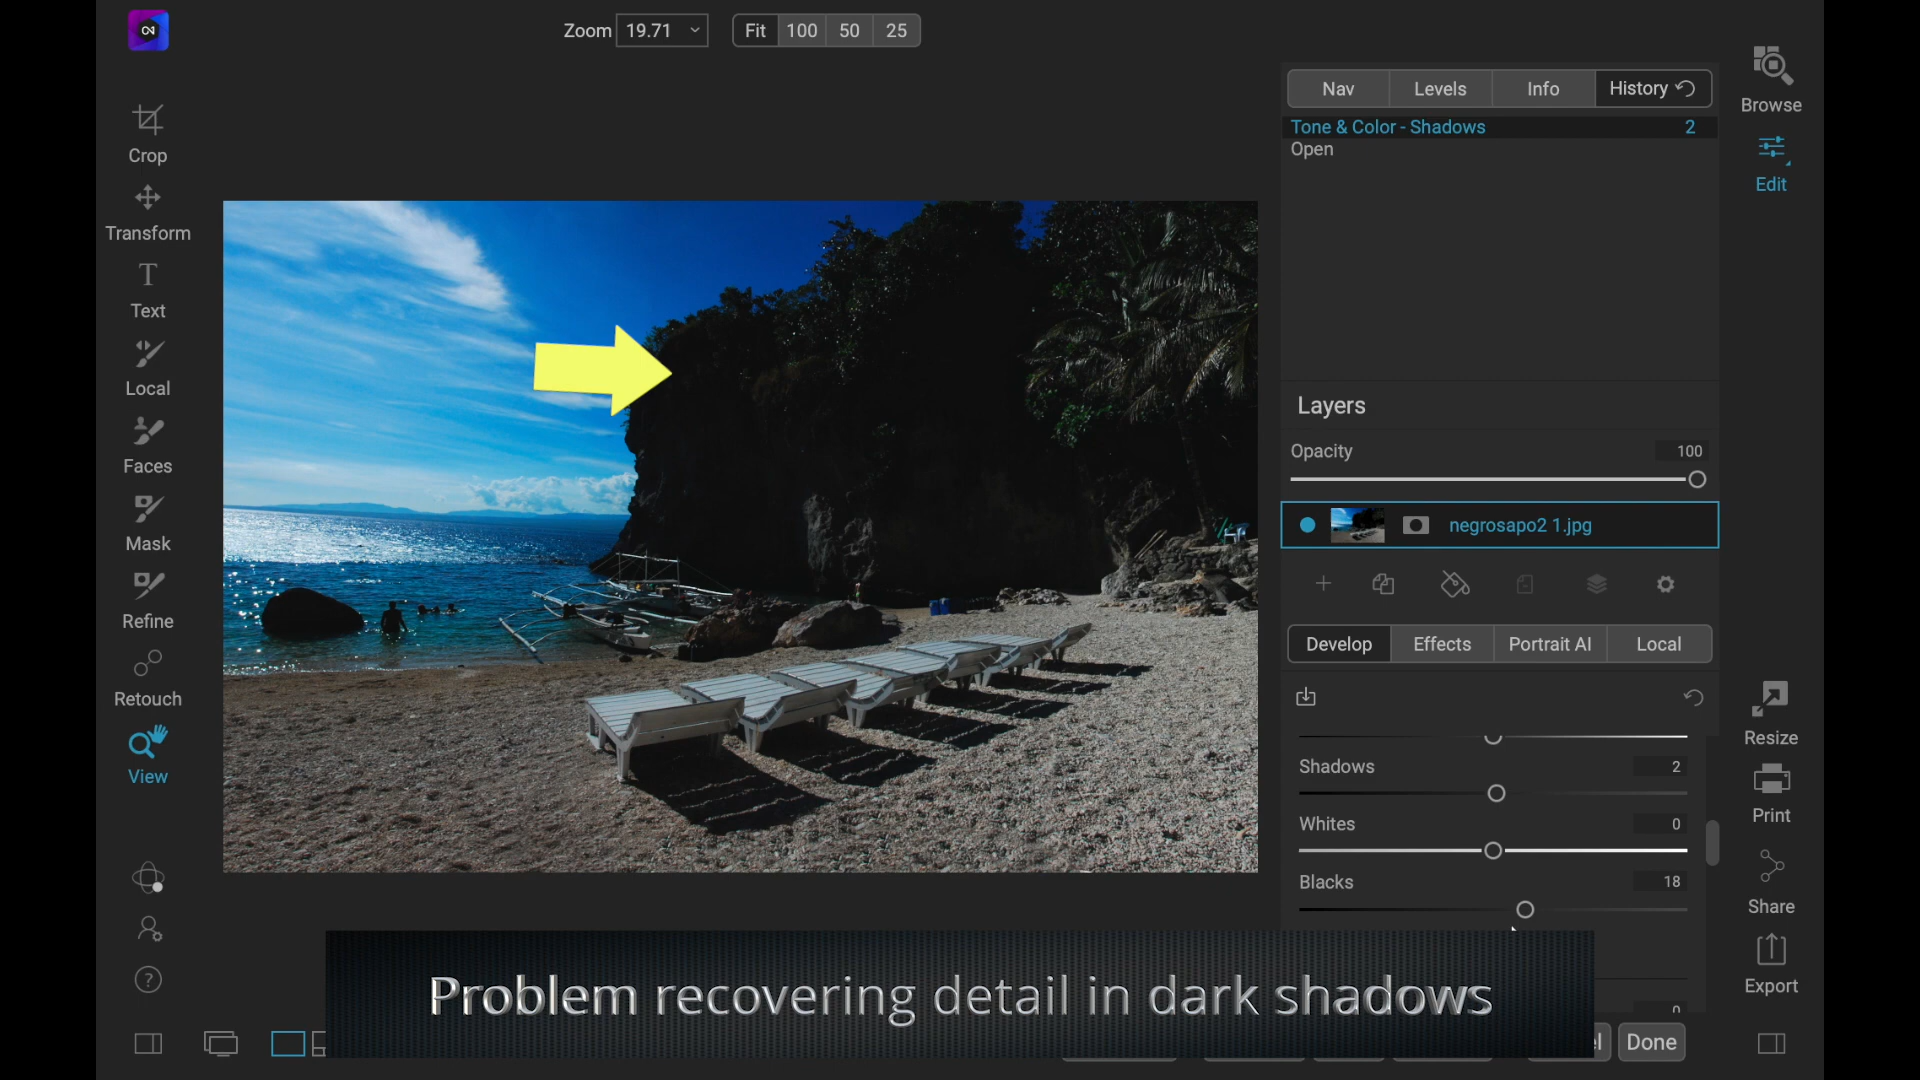 Zoom 19.71 Fit 100 50 25
Nav Levels Info History
Browse
Tone & Color - Shadows 2
Open
Edit
Crop
Transform
Text
Local
Faces
Mask
Refine
Retouch
View
Layers
Opacity 100
negrosapo2 1.jpg
Develop Effects Portrait AI Local
Shadows 2
Whites 0
Blacks 18
Resize
Print
Share
Export
Problem recovering detail in dark shadows
Done